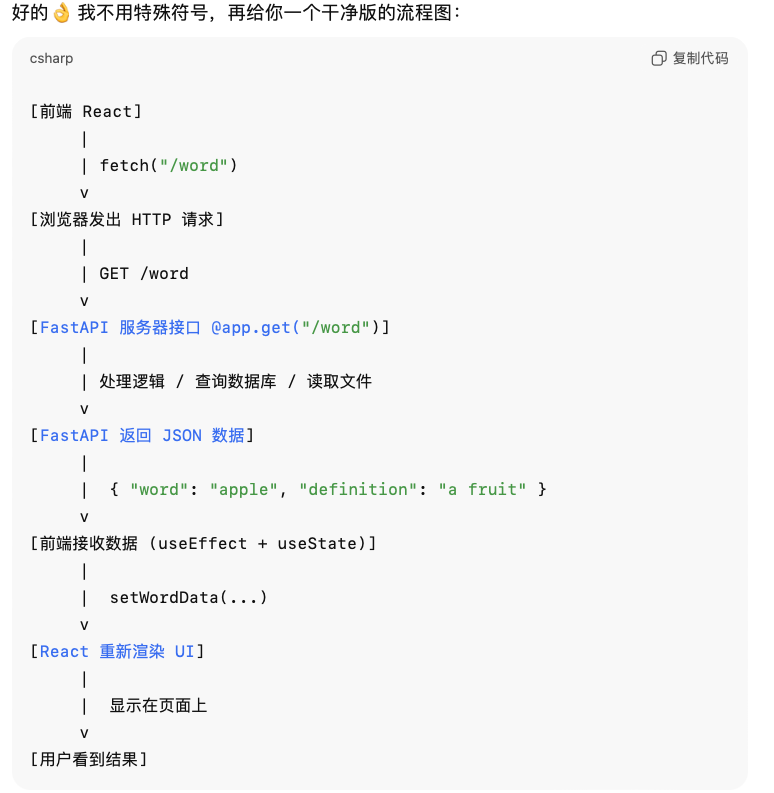 好的👌 我不用特殊符号，再给你一个干净版的流程图：
csharp 复制代码
[前端 React]
|
| fetch("/word")
v
[浏览器发出 HTTP 请求]
|
| GET /word
v
[FastAPI 服务器接口 @app.get("/word")]
|
| 处理逻辑 / 查询数据库 / 读取文件
v
[FastAPI 返回 JSON 数据]
|
| { "word": "apple", "definition": "a fruit" }
v
[前端接收数据 (useEffect + useState)]
|
| setWordData(...)
v
[React 重新渲染 UI]
|
| 显示在页面上
v
[用户看到结果]